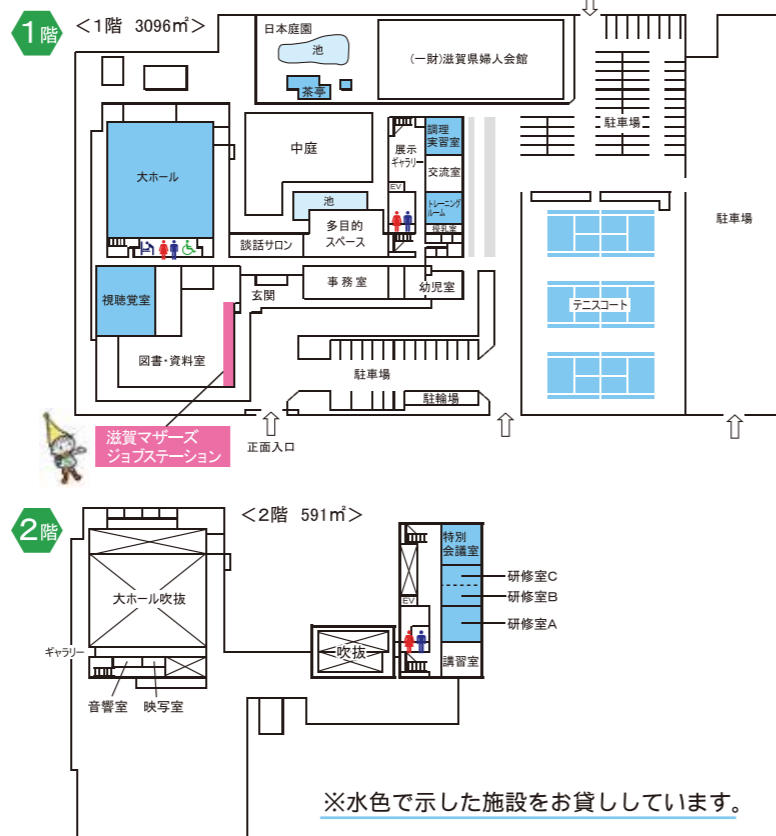 1階
<1階 3096㎡>
日本庭園
池
茶亭
(一財)滋賀県婦人会館
駐車場
駐車場
大ホール
中庭
池
展示
ギャラリー
EV
調理
実習室
交流室
トレーニング
ルーム
授乳室
談話サロン
多目的
スペース
視聴覚室
玄関
事務室
幼児室
テニスコート
図書・資料室
駐車場
駐輪場
滋賀マザーズ
ジョブステーション
正面入口
2階
<2階 591㎡>
大ホール吹抜
ギャラリー
音響室
映写室
吹抜
EV
特別
会議室
研修室C
研修室B
研修室A
講習室
※水色で示した施設をお貸ししています。